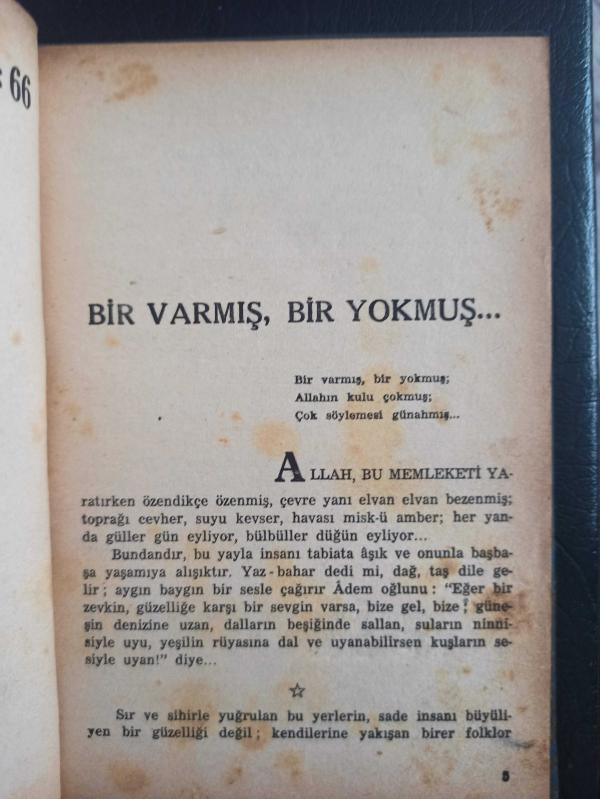 66
BİR VARMIŞ, BİR YOKMUŞ...
Bir varmış, bir yokmuş;
Allahın kulu çokmuş;
Çok söylemesi günahmış...
ALLAH, BU MEMLEKETİ YA-
ratırken özendikçe özenmiş, çevre yanı elvan elvan bezenmiş;
toprağı cevher, suyu kevser, havası misk-ü amber; her yan-
da güller gün eyliyor, bülbüller düğün eyliyor...
Bundandır, bu yayla insanı tabiata âşık ve onunla başba-
şa yaşamıya alışıktır. Yaz-bahar dedi mi, dağ, taş dile ge-
lir; aygın baygın bir sesle çağırır Âdem oğlunu: "Eğer bir
zevkin, güzelliğe karşı bir sevgin varsa, bize gel, bize; güne-
şin denizine uzan, dalların beşiğinde sallan, suların ninni-
siyle uyu, yeşilin rüyasına dal ve uyanabilirsen kuşların se-
siyle uyan!" diye...
☆
Sır ve sihirle yuğrulan bu yerlerin, sade insanı büyüli-
yen bir güzelliği değil; kendilerine yakışan birer folklor
5